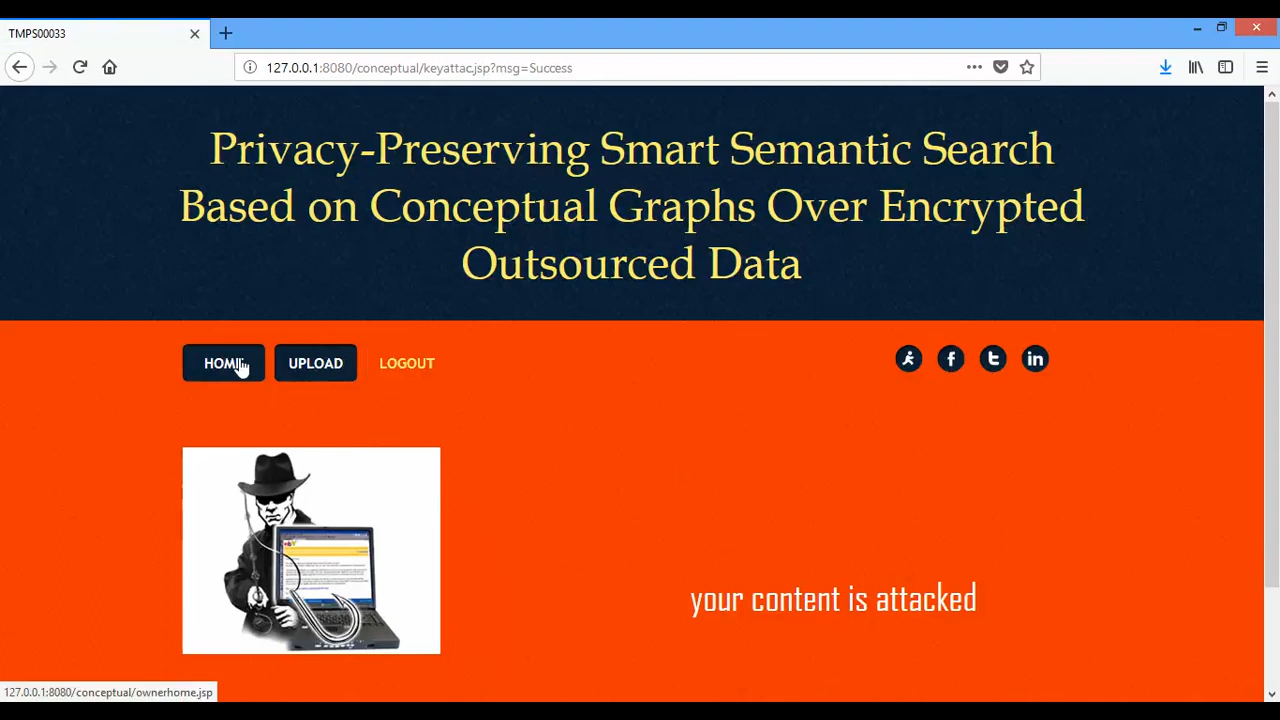 TMPS00033
127.0.0.1:8080/conceptual/keyattac.jsp?msg=Success
Privacy-Preserving Smart Semantic Search
Based on Conceptual Graphs Over Encrypted
Outsourced Data
HOME UPLOAD LOGOUT
your content is attacked
127.0.0.1:8080/conceptual/ownerhome.jsp